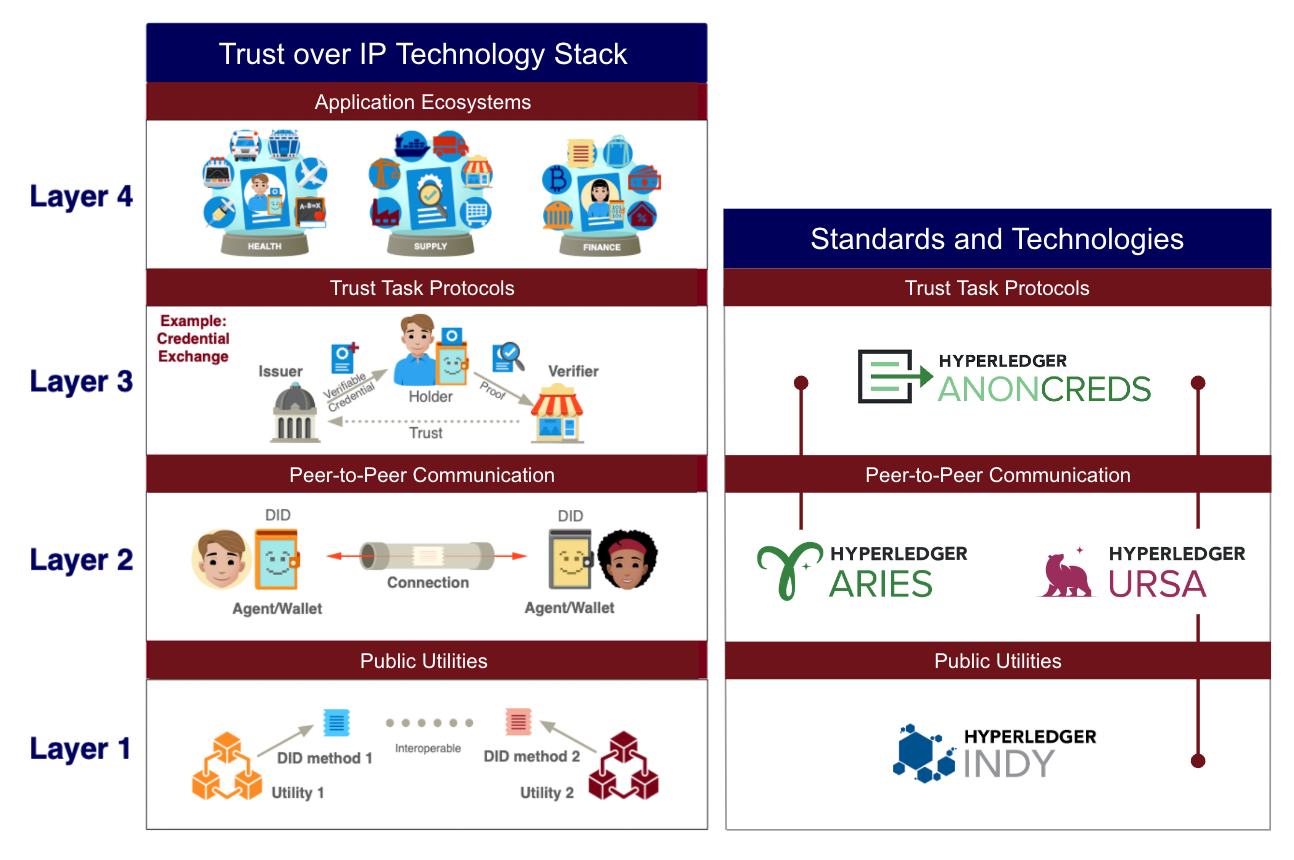 Trust over IP Technology Stack
Application Ecosystems
Layer 4
A-B=X
HEALTH
SUPPLY
FINANCE
Trust Task Protocols
Layer 3
Example:
Credential
Exchange
Issuer
Verifiable
Credential
Holder
Proof
Verifier
Trust
Peer-to-Peer Communication
Layer 2
DID
DID
Connection
Agent/Wallet
Agent/Wallet
Public Utilities
Layer 1
DID method 1
Interoperable
DID method 2
Utility 1
Utility 2
Standards and Technologies
Trust Task Protocols
HYPERLEDGER
ANONCREDS
Peer-to-Peer Communication
HYPERLEDGER
ARIES
HYPERLEDGER
URSA
Public Utilities
HYPERLEDGER
INDY